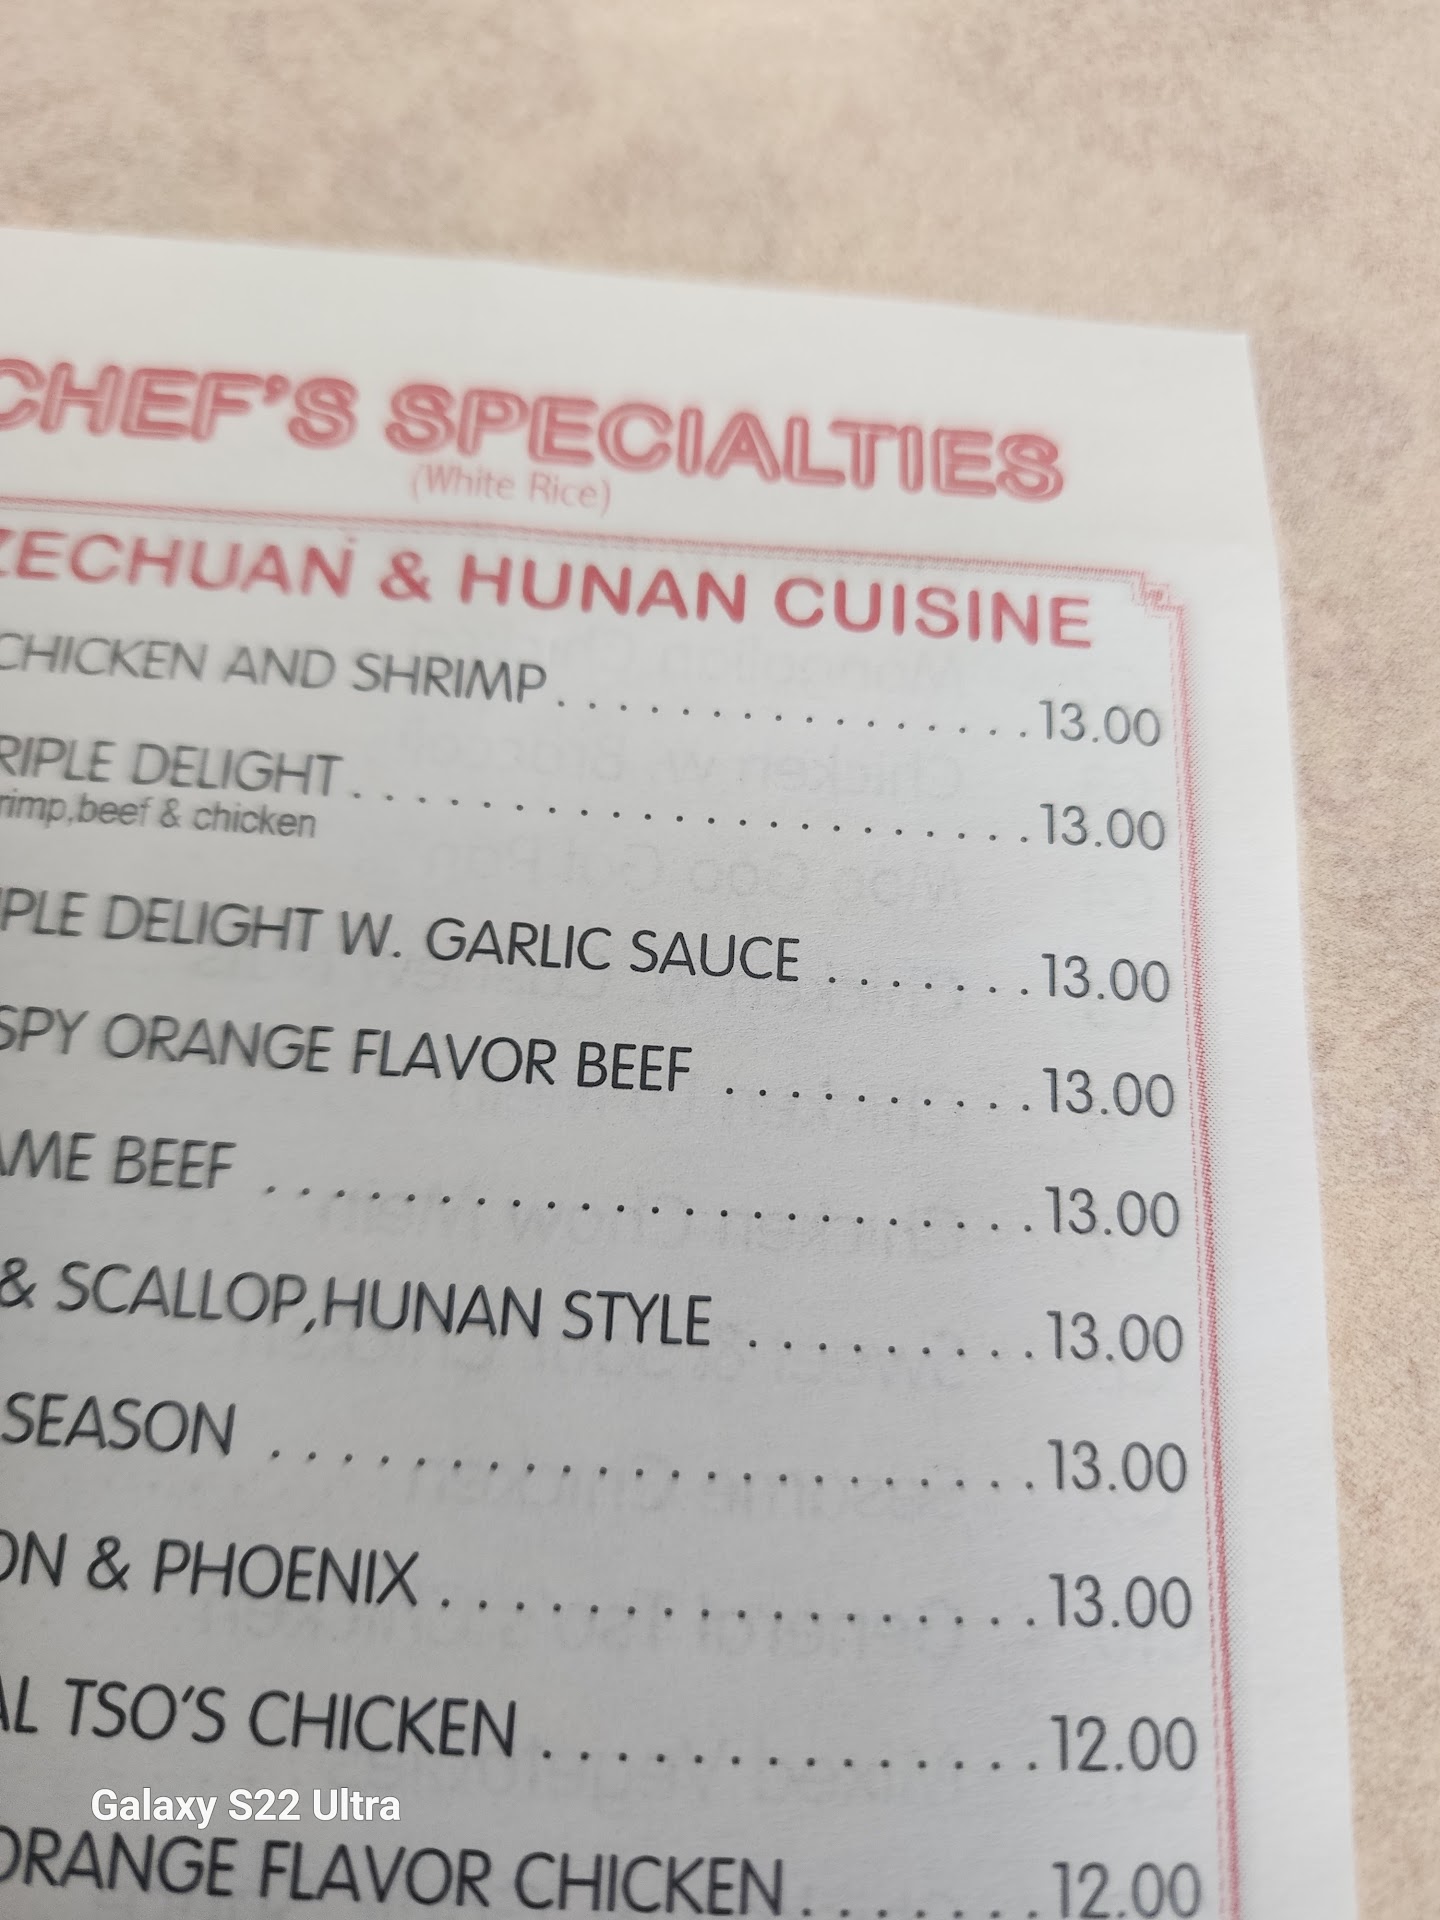 CHEF'S SPECIALTIES
(White Rice)
ZECHUAN & HUNAN CUISINE
CHICKEN AND SHRIMP 13.00
RIPLE DELIGHT 13.00
rimp,beef & chicken
IPLE DELIGHT W. GARLIC SAUCE 13.00
SPY ORANGE FLAVOR BEEF 13.00
AME BEEF 13.00
& SCALLOP,HUNAN STYLE 13.00
SEASON 13.00
ON & PHOENIX 13.00
AL TSO'S CHICKEN 12.00
Galaxy S22 Ultra
ORANGE FLAVOR CHICKEN 12.00